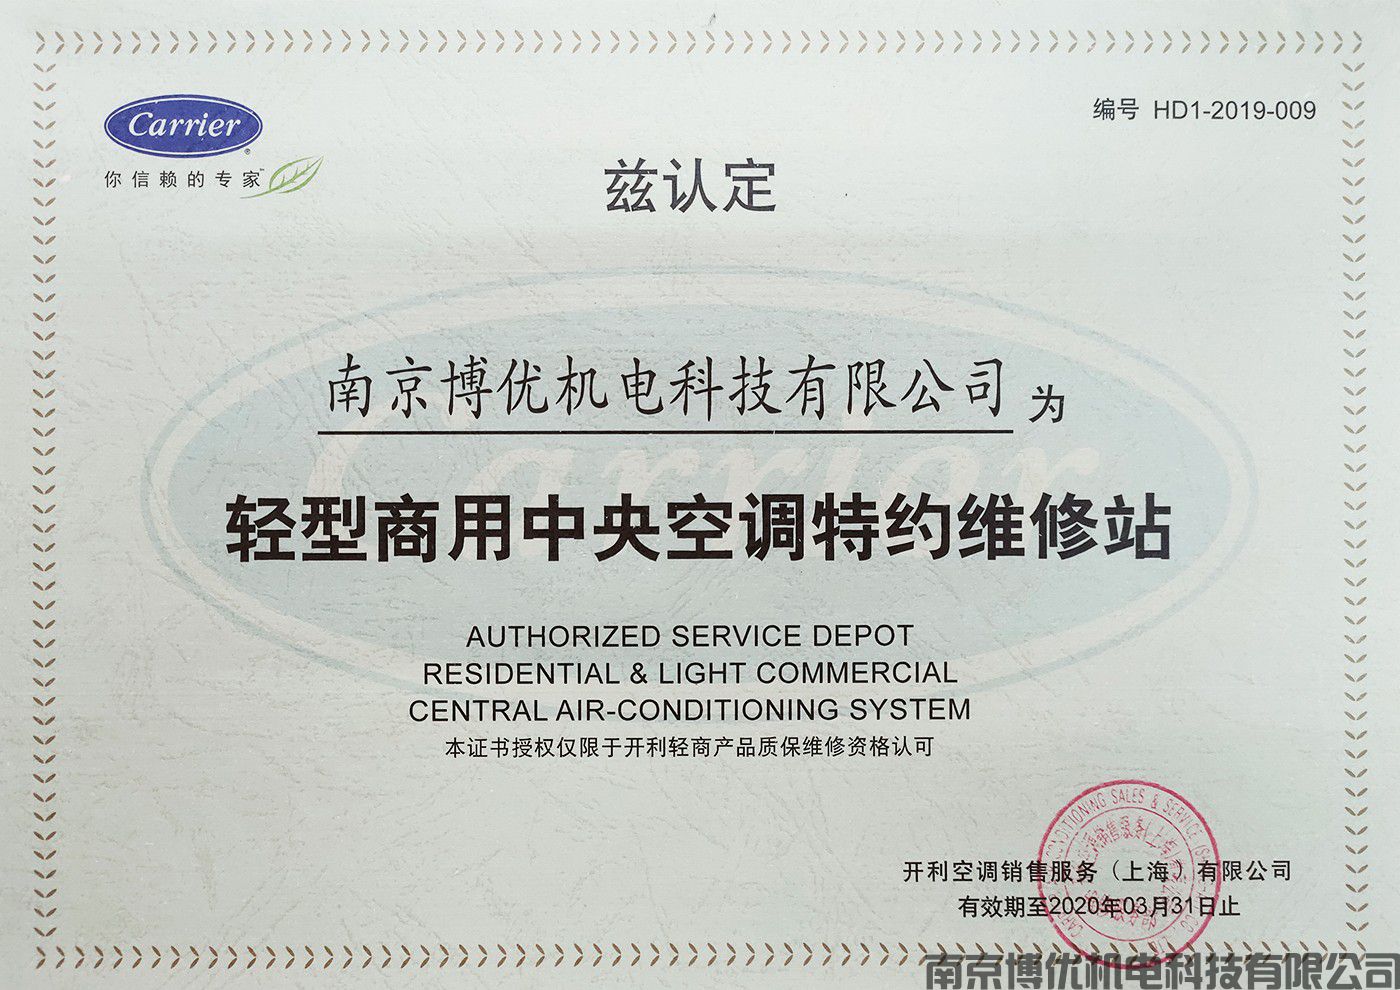 Carrier
编号 HD1-2019-009
你信赖的专家
兹认定
南京博优机电科技有限公司 为
轻型商用中央空调特约维修站
AUTHORIZED SERVICE DEPOT
RESIDENTIAL & LIGHT COMMERCIAL
CENTRAL AIR-CONDITIONING SYSTEM
本证书授权仅限于开利轻商产品质保维修资格认可
开利空调销售服务（上海）有限公司
有效期至2020年03月31日止
CONDITIONING SALES & SERVICE
南京博优机电科技有限公司